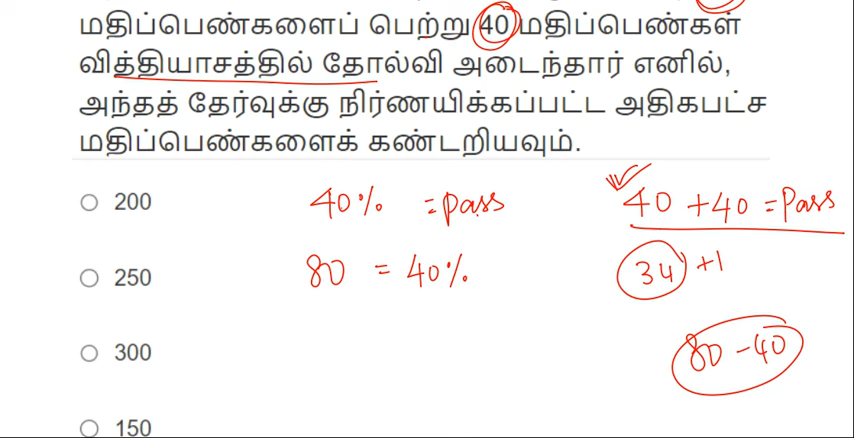 மதிப்பெண்களைப் பெற்று 40 மதிப்பெண்கள்
வித்தியாசத்தில் தோல்வி அடைந்தார் எனில்,
அந்தத் தேர்வுக்கு நிர்ணயிக்கப்பட்ட அதிகபட்ச
மதிப்பெண்களைக் கண்டறியவும்.
200
40% = pass
40 + 40 = Pass
250
80 = 40%
34 + 1
300
80 - 40
150